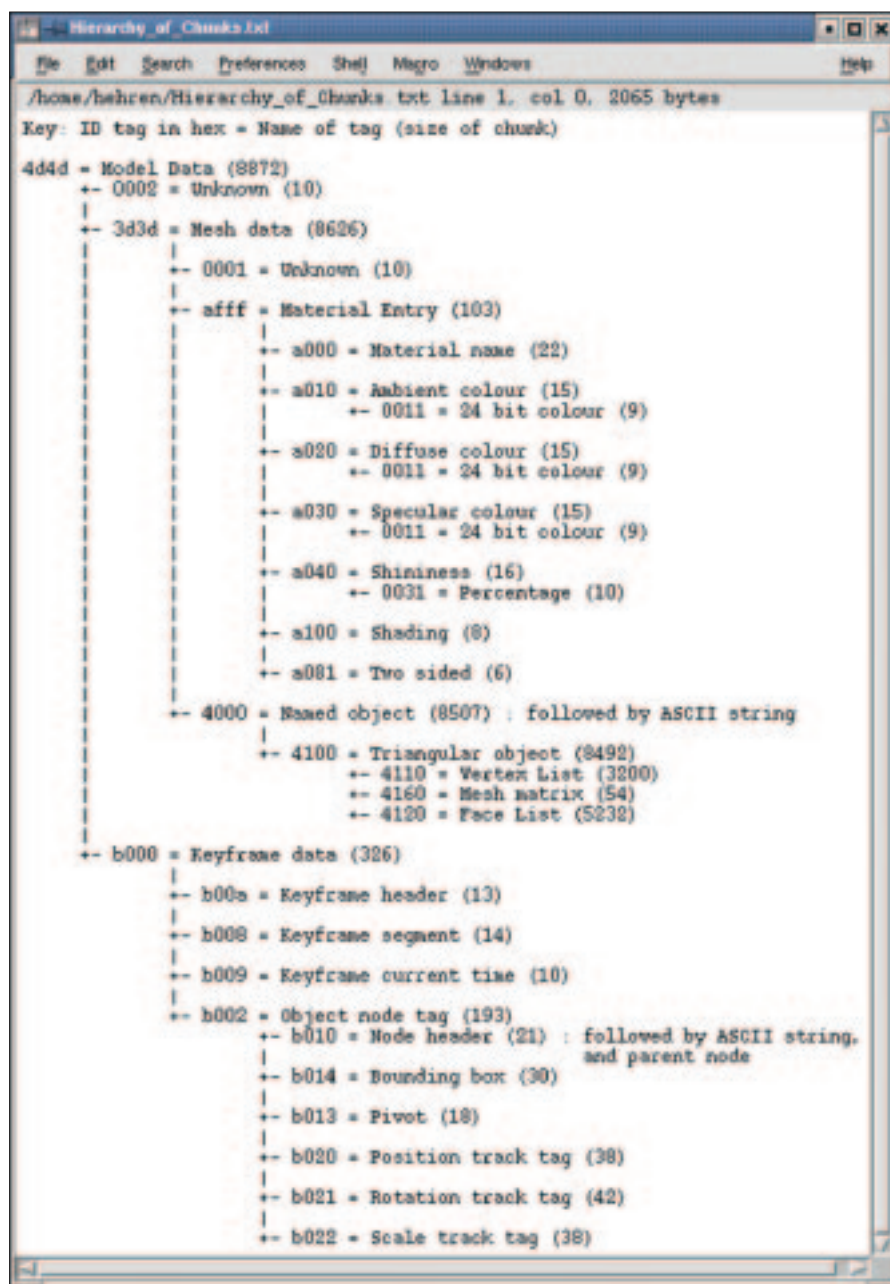 Hierarchy_of_Chunks.txt
File Edit Search Preferences Shell Macro Windows Help
/home/hehren/Hierarchy_of_Chunks txt line 1, col 0, 2065 bytes
Key: ID tag in hex = Name of tag (size of chunk)
4d4d = Model Data (8872)
+- 0002 = Unknown (10)
|
+- 3d3d = Mesh data (8626)
| |
| +- 0001 = Unknown (10)
| |
| +- afff = Material Entry (103)
| | |
| | +- a000 = Material name (22)
| | |
| | +- a010 = Ambient colour (15)
| | | +- 0011 = 24 bit colour (9)
| | |
| | +- a020 = Diffuse colour (15)
| | | +- 0011 = 24 bit colour (9)
| | |
| | +- a030 = Specular colour (15)
| | | +- 0011 = 24 bit colour (9)
| | |
| | +- a040 = Shininess (16)
| | | +- 0031 = Percentage (10)
| | |
| | +- a100 = Shading (8)
| | |
| | +- a081 = Two sided (6)
| |
| +- 4000 = Named object (8507) : followed by ASCII string
| |
| +- 4100 = Triangular object (8492)
| +- 4110 = Vertex List (3200)
| +- 4160 = Mesh matrix (54)
| +- 4120 = Face List (5232)
|
+- b000 = Keyframe data (326)
|
+- b00a = Keyframe header (13)
|
+- b008 = Keyframe segment (14)
|
+- b009 = Keyframe current time (10)
|
+- b002 = Object node tag (193)
+- b010 = Node header (21) : followed by ASCII string,
| and parent node
+- b014 = Bounding box (30)
|
+- b013 = Pivot (18)
|
+- b020 = Position track tag (38)
|
+- b021 = Rotation track tag (42)
|
+- b022 = Scale track tag (38)